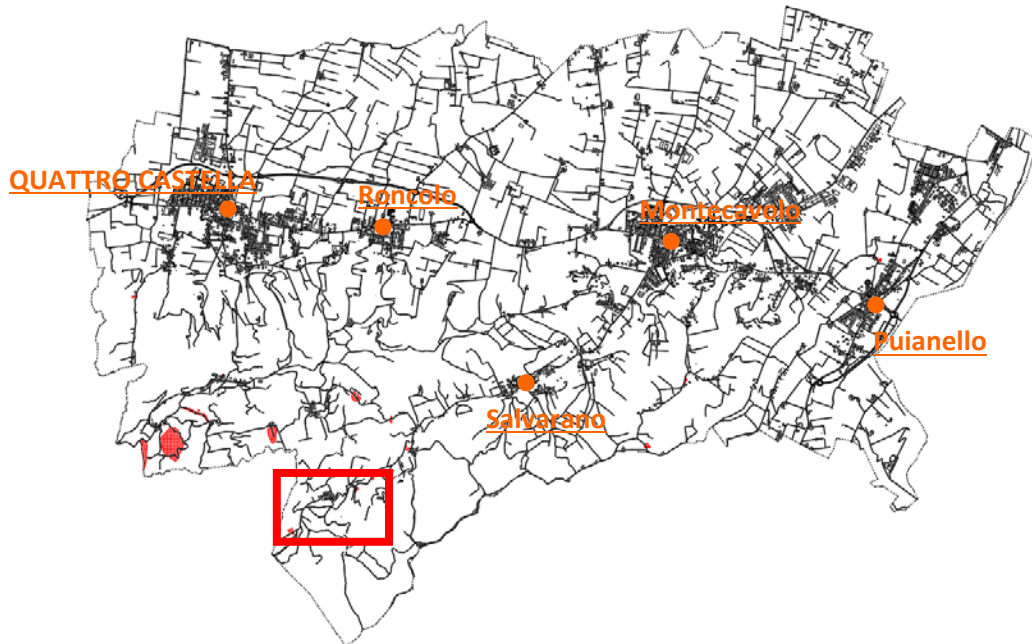 QUATTRO CASTELLA
Roncolo
Montecavolo
Puianello
Salvarano